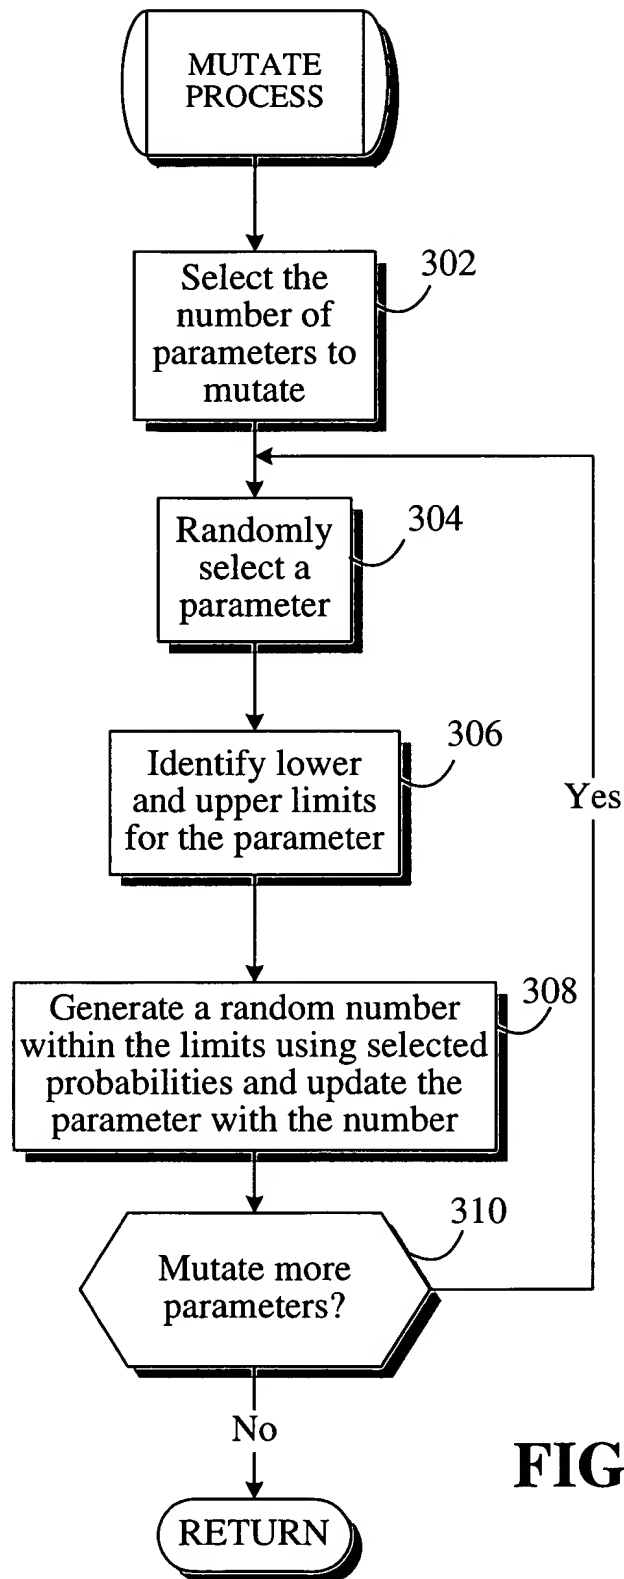 MUTATE
PROCESS
302
Select the
number of
parameters to
mutate
304
Randomly
select a
parameter
306
Identify lower
and upper limits
for the parameter
Yes
308
Generate a random number
within the limits using selected
probabilities and update the
parameter with the number
310
Mutate more
parameters?
No
FIG
RETURN